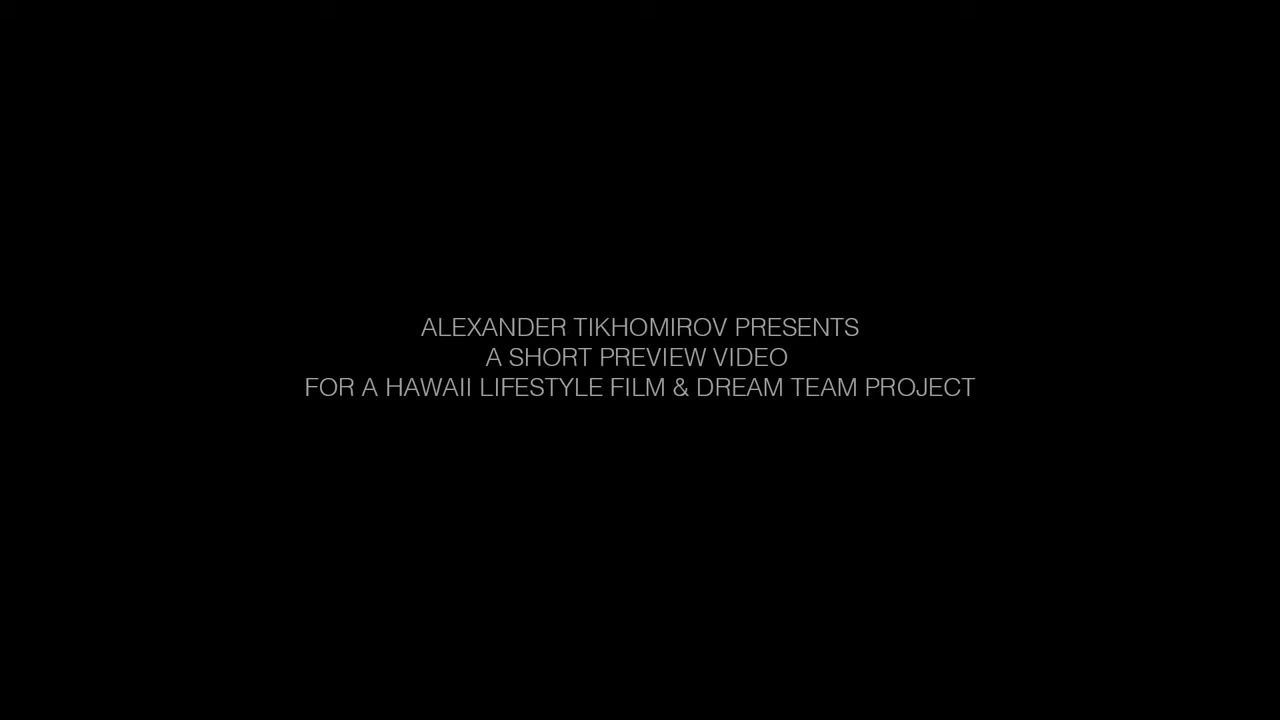 ALEXANDER TIKHOMIROV PRESENTS
A SHORT PREVIEW VIDEO
FOR A HAWAII LIFESTYLE FILM & DREAM TEAM PROJECT